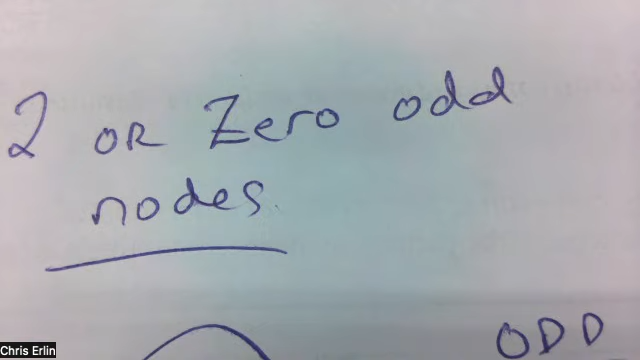 2 OR Zero odd
nodes.
ODD
Chris Erlin